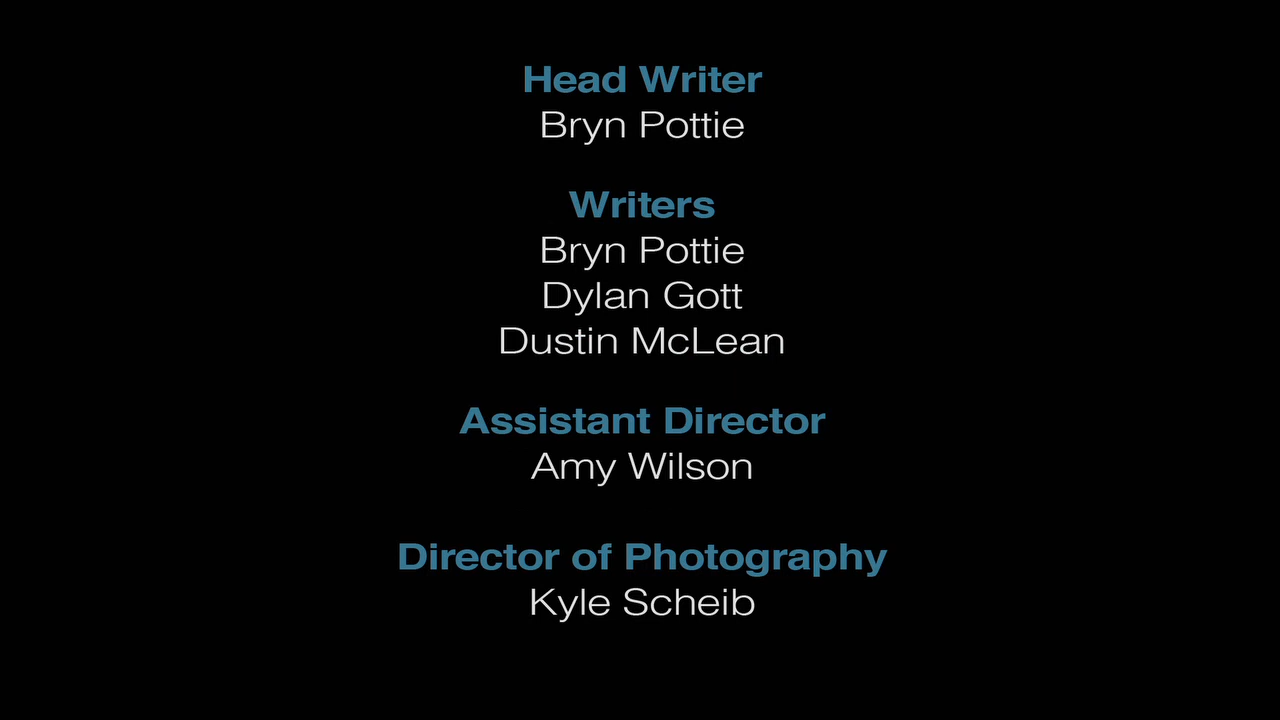 Head Writer
Bryn Pottie
Writers
Bryn Pottie
Dylan Gott
Dustin McLean
Assistant Director
Amy Wilson
Director of Photography
Kyle Scheib